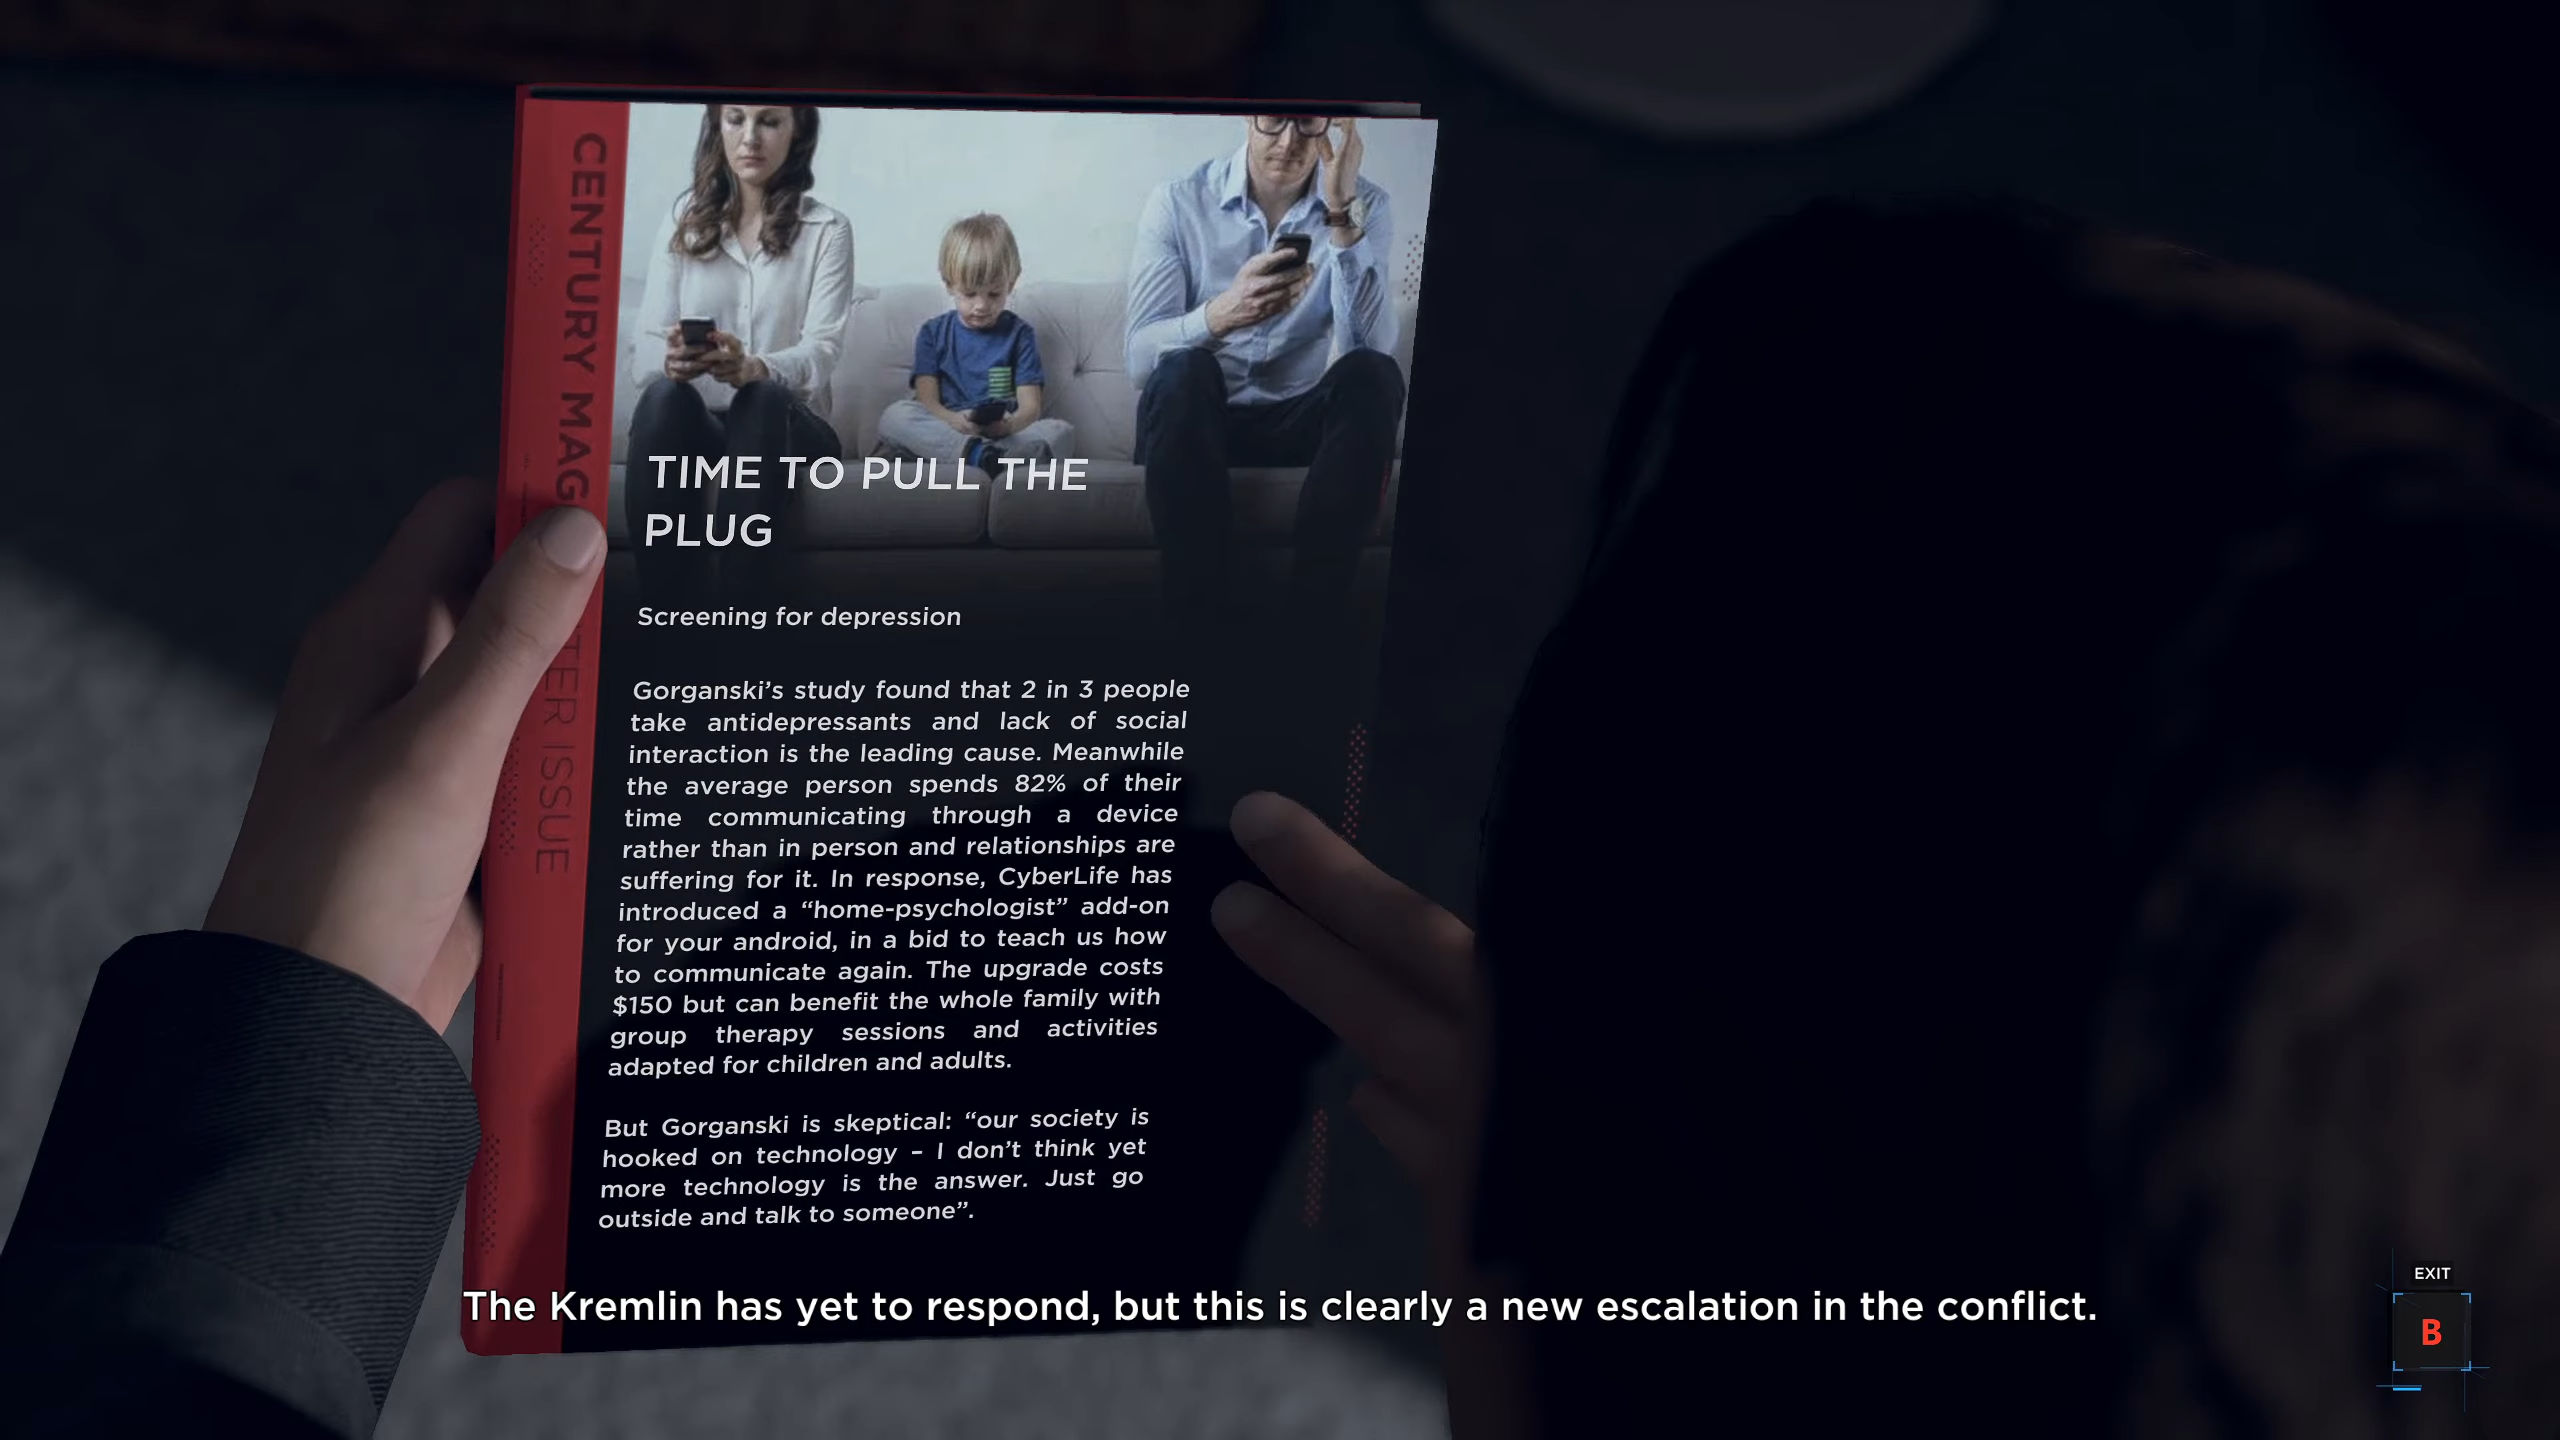 CENTURY MAG
TER ISSUE
TIME TO PULL THE
PLUG
Screening for depression
Gorganski’s study found that 2 in 3 people
take antidepressants and lack of social
interaction is the leading cause. Meanwhile
the average person spends 82% of their
time communicating through a device
rather than in person and relationships are
suffering for it. In response, CyberLife has
introduced a “home-psychologist” add-on
for your android, in a bid to teach us how
to communicate again. The upgrade costs
$150 but can benefit the whole family with
group therapy sessions and activities
adapted for children and adults.
But Gorganski is skeptical: “our society is
hooked on technology – I don’t think yet
more technology is the answer. Just go
outside and talk to someone”.
The Kremlin has yet to respond, but this is clearly a new escalation in the conflict.
EXIT
B